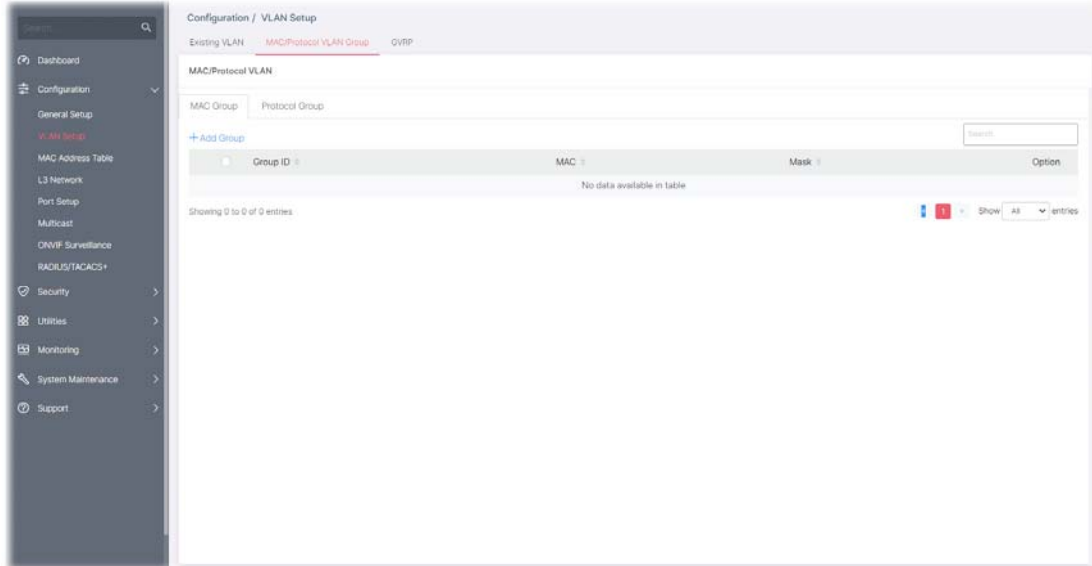 Search
Dashboard
Configuration
General Setup
VLAN Setup
MAC Address Table
L3 Network
Port Setup
Multicast
ONVIF Surveillance
RADIUS/TACACS+
Security
Utilities
Monitoring
System Maintenance
Support
Configuration / VLAN Setup
Existing VLAN MAC/Protocol VLAN Group GVRP
MAC/Protocol VLAN
MAC Group Protocol Group
+Add Group Search
Group ID MAC Mask Option
No data available in table
Showing 0 to 0 of 0 entries 1 Show All entries